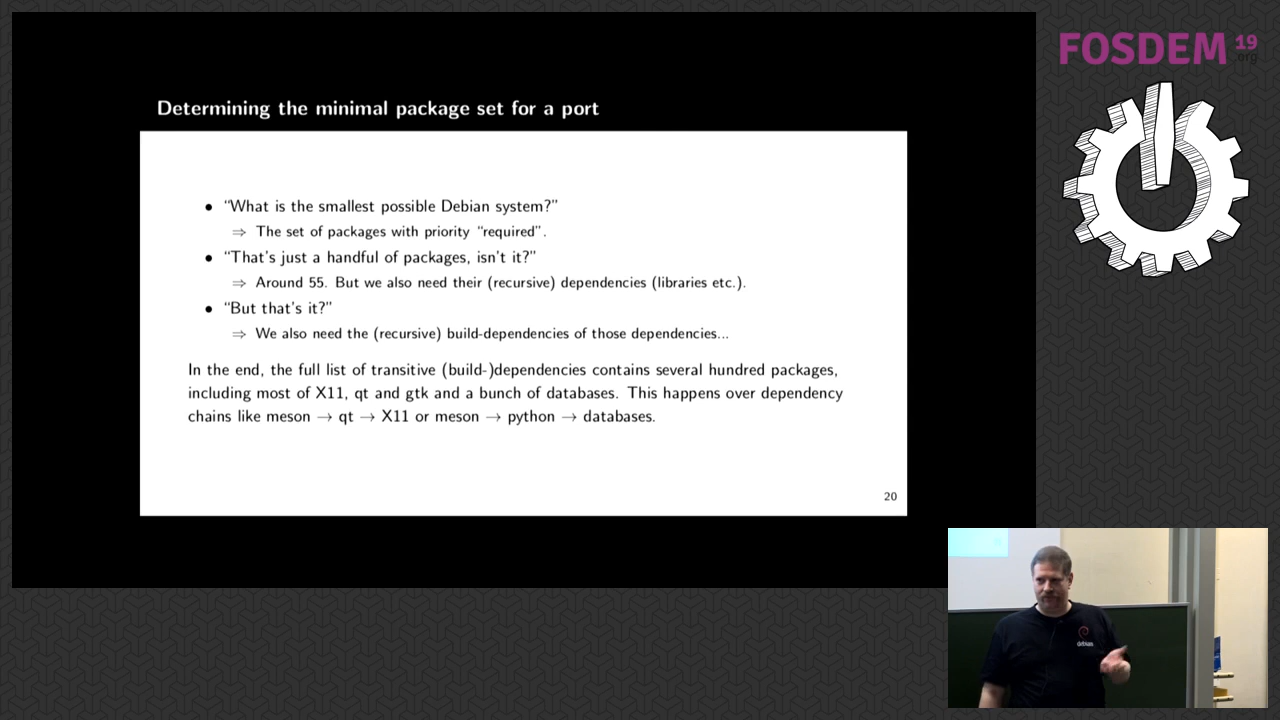 FOSDEM 19
.org
Determining the minimal package set for a port
• “What is the smallest possible Debian system?”
⇒ The set of packages with priority “required”.
• “That's just a handful of packages, isn't it?”
⇒ Around 55. But we also need their (recursive) dependencies (libraries etc.).
• “But that's it?”
⇒ We also need the (recursive) build-dependencies of those dependencies...
In the end, the full list of transitive (build-)dependencies contains several hundred packages,
including most of X11, qt and gtk and a bunch of databases. This happens over dependency
chains like meson → qt → X11 or meson → python → databases.
20
debian